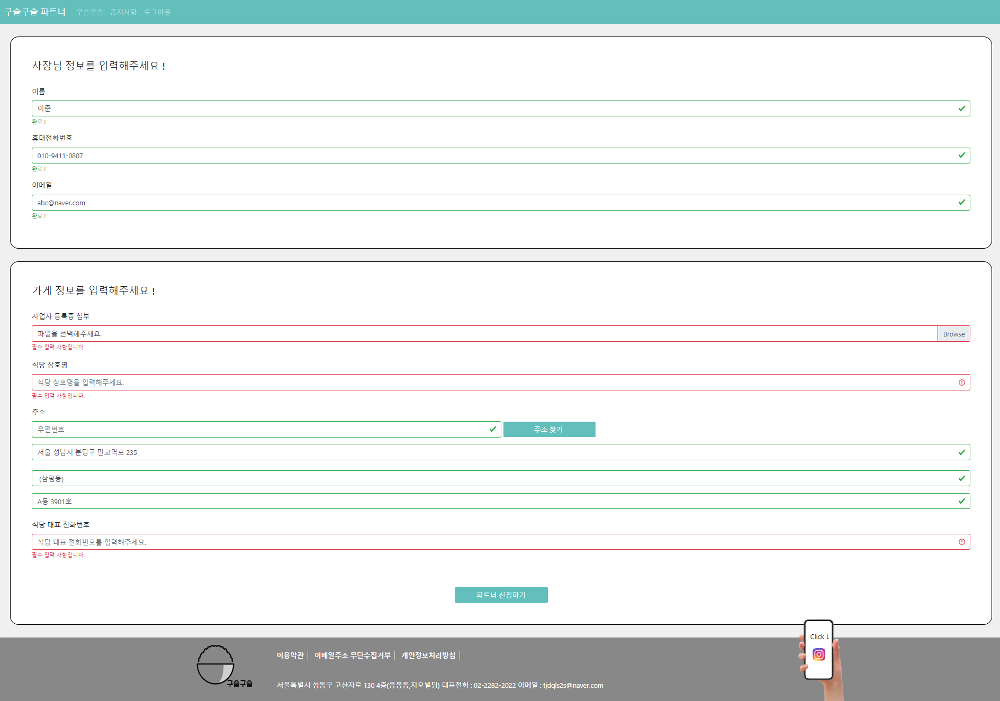 구슬구슬 파트너 구슬구슬 공지사항 로그아웃
사장님 정보를 입력해주세요 !
이름
이준
완료 !
휴대전화번호
010-9411-0807
완료 !
이메일
abc@naver.com
완료 !
가게 정보를 입력해주세요 !
사업자 등록증 첨부
파일을 선택해주세요. Browse
필수 입력 사항입니다.
식당 상호명
식당 상호명을 입력해주세요.
필수 입력 사항입니다.
주소
우편번호 주소 찾기
서울 성남시 분당구 판교역로 235
(삼평동)
A동 3901호
식당 대표 전화번호
식당 대표 전화번호를 입력해주세요.
필수 입력 사항입니다.
파트너 신청하기
Click ↓
이용약관 이메일주소 무단수집거부 개인정보처리방침
구슬구슬
서울특별시 성동구 고산자로 130 4층(응봉동,지오빌딩) 대표전화 : 02-2282-2022 이메일 : tjdqls2s@naver.com